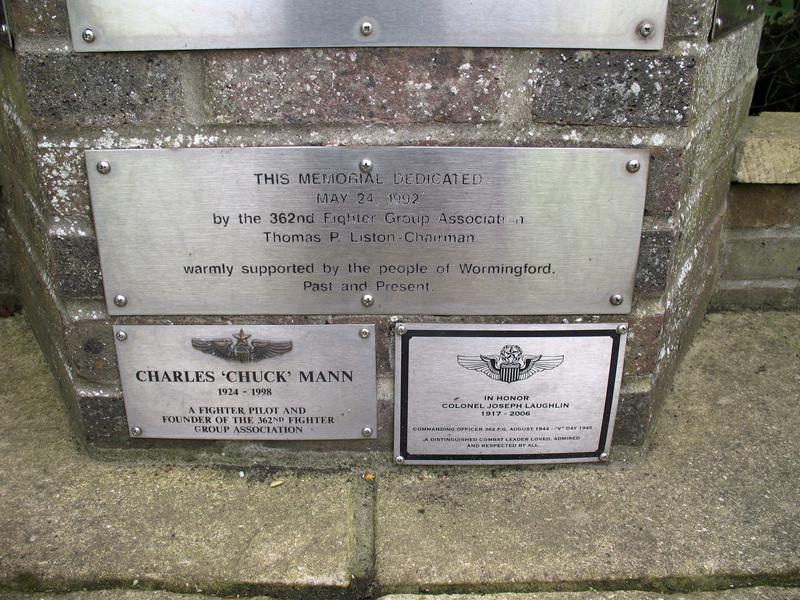 THIS MEMORIAL DEDICATED
MAY 24, 1992
by the 362nd Fighter Group Association
Thomas P. Liston-Chairman
warmly supported by the people of Wormingford.
Past and Present.
CHARLES 'CHUCK' MANN
1924 - 1998
A FIGHTER PILOT AND
FOUNDER OF THE 362ND FIGHTER
GROUP ASSOCIATION
IN HONOR
COLONEL JOSEPH LAUGHLIN
1917 - 2006
COMMANDING OFFICER 362 F.G. AUGUST 1944 - "V" DAY 1945
A DISTINGUISHED COMBAT LEADER LOVED, ADMIRED
AND RESPECTED BY ALL.